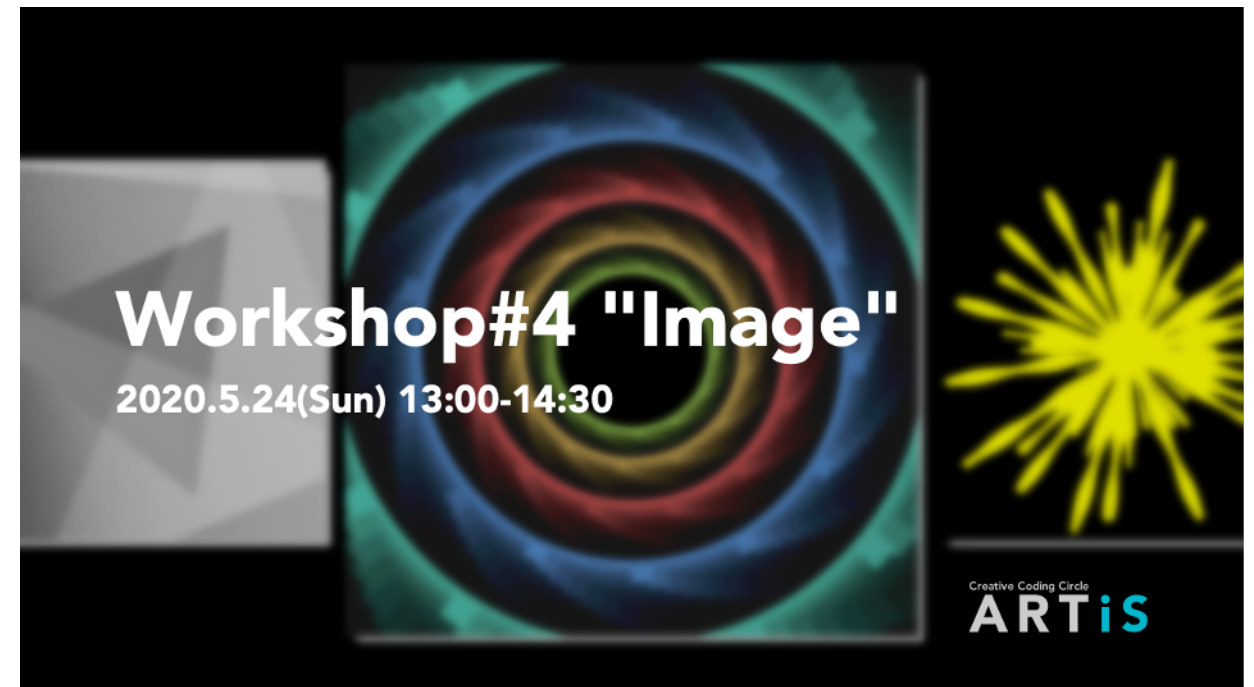 Workshop#4 "Image"
2020.5.24(Sun) 13:00-14:30
Creative Coding Circle
ARTiS